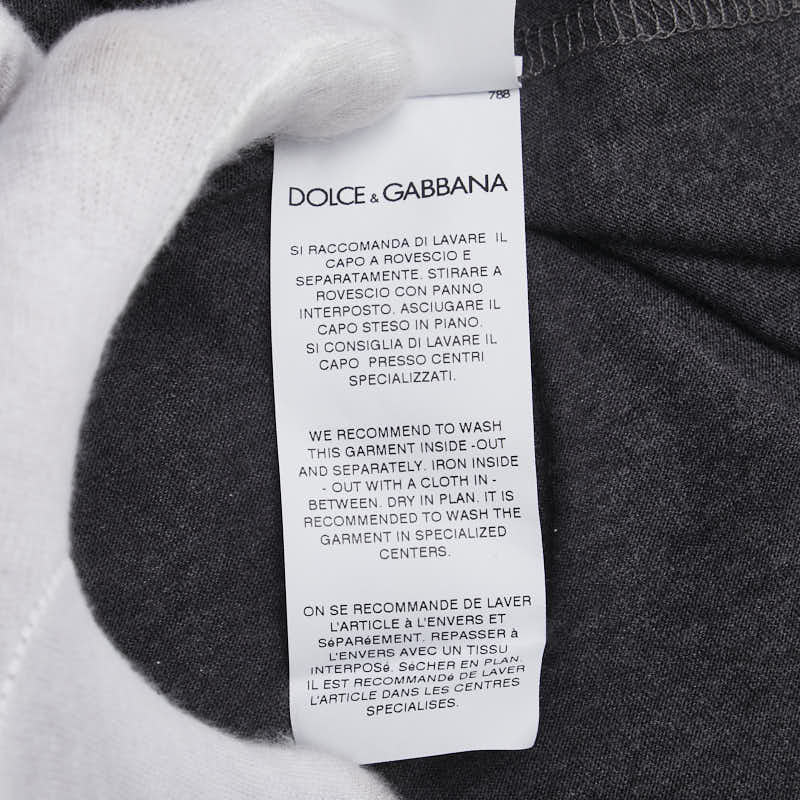 788
DOLCE & GABBANA
SI RACCOMANDA DI LAVARE IL
CAPO A ROVESCIO E
SEPARATAMENTE. STIRARE A
ROVESCIO CON PANNO
INTERPOSTO. ASCIUGARE IL
CAPO STESO IN PIANO.
SI CONSIGLIA DI LAVARE IL
CAPO PRESSO CENTRI
SPECIALIZZATI.
WE RECOMMEND TO WASH
THIS GARMENT INSIDE -OUT
AND SEPARATELY. IRON INSIDE
- OUT WITH A CLOTH IN -
BETWEEN. DRY IN PLAN. IT IS
RECOMMENDED TO WASH THE
GARMENT IN SPECIALIZED
CENTERS.
ON SE RECOMMANDE DE LAVER
L'ARTICLE à L'ENVERS ET
SéPARéEMENT. REPASSER à
L'ENVERS AVEC UN TISSU
INTERPOSé. SéCHER EN PLAN.
IL EST RECOMMANDé DE LAVER
L'ARTICLE DANS LES CENTRES
SPECIALISES.